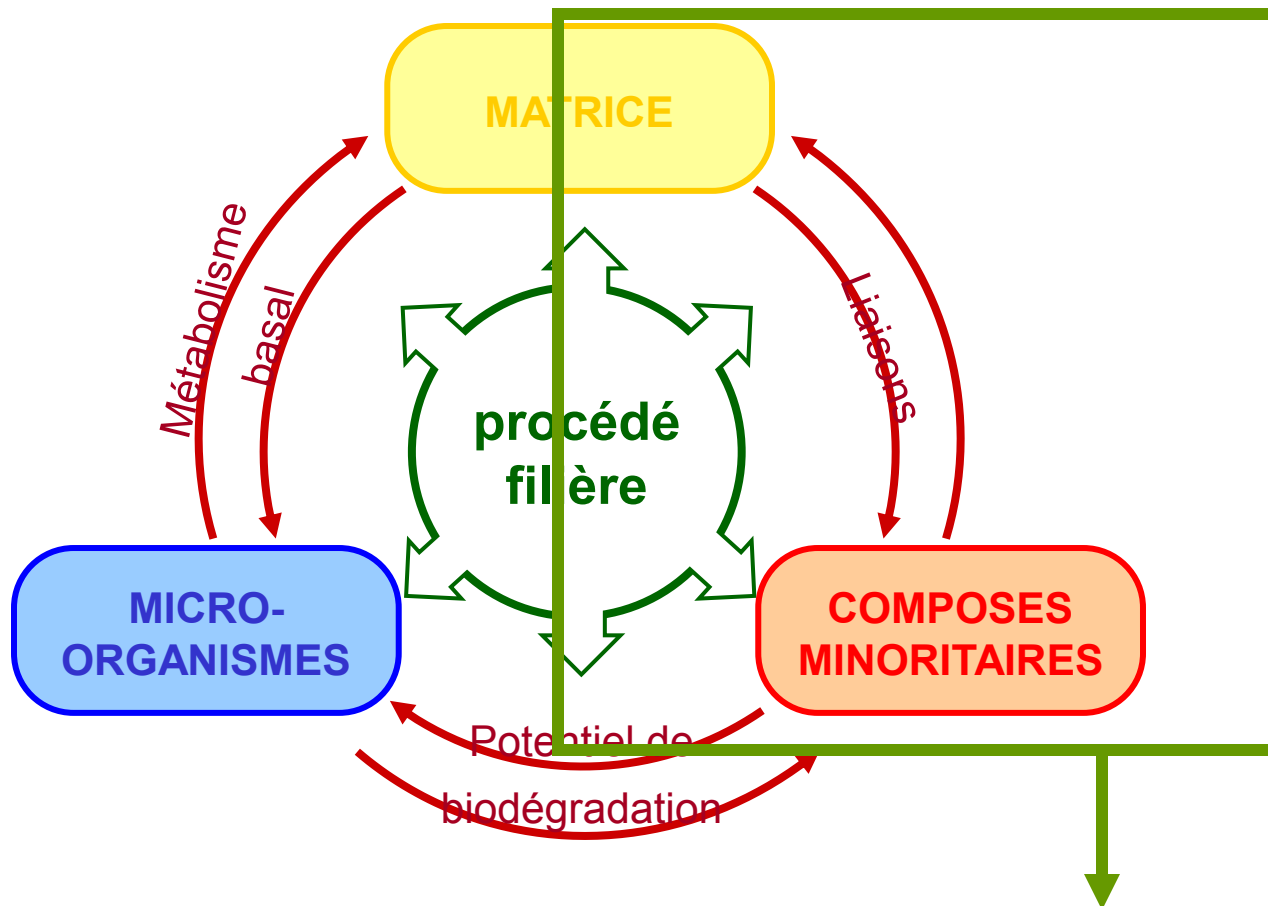 MATRICE
Métabolisme
basal
Liaisons
procédé
filière
MICRO-
ORGANISMES
COMPOSES
MINORITAIRES
Potentiel de
biodégradation